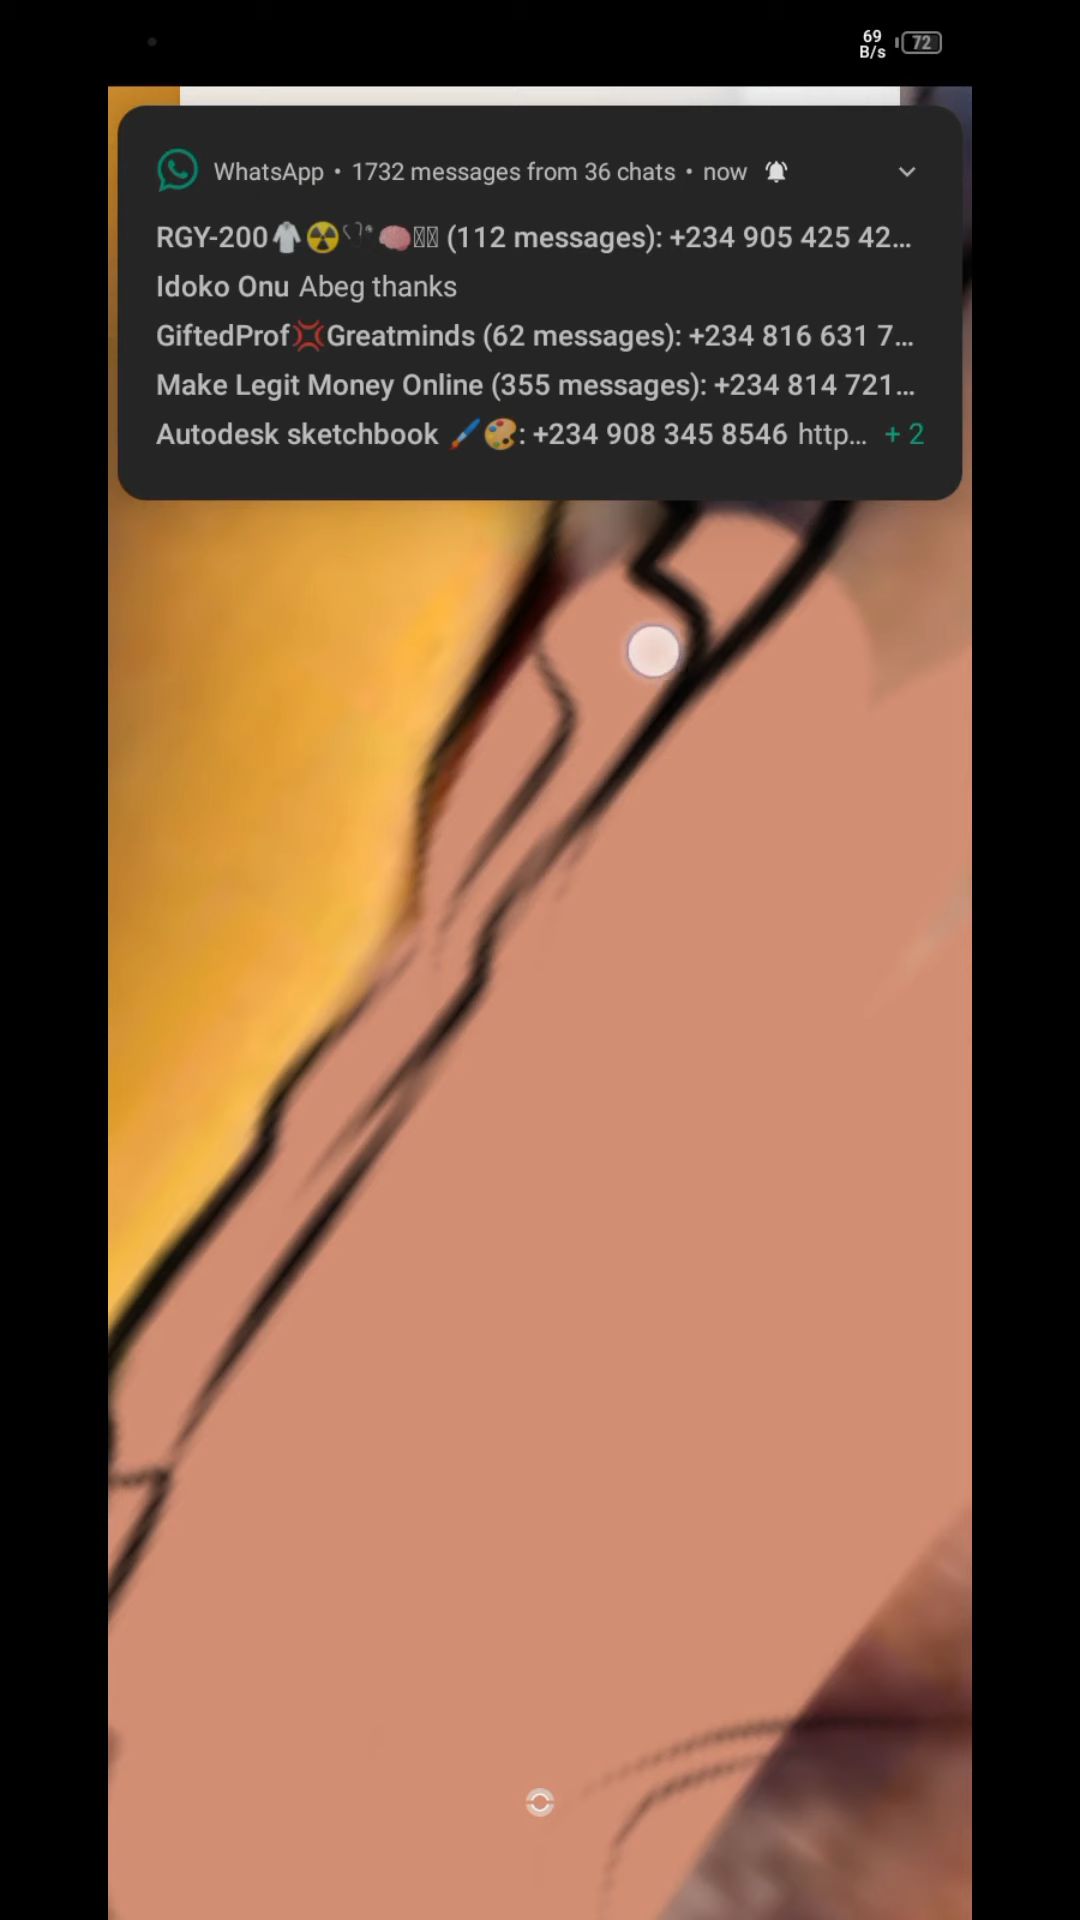 69
B/s
72
WhatsApp • 1732 messages from 36 chats • now
RGY-200🥼☢️🩺🧠 (112 messages): +234 905 425 42...
Idoko Onu Abeg thanks
GiftedProf💢Greatminds (62 messages): +234 816 631 7...
Make Legit Money Online (355 messages): +234 814 721...
Autodesk sketchbook 🖌️🎨: +234 908 345 8546 http... + 2